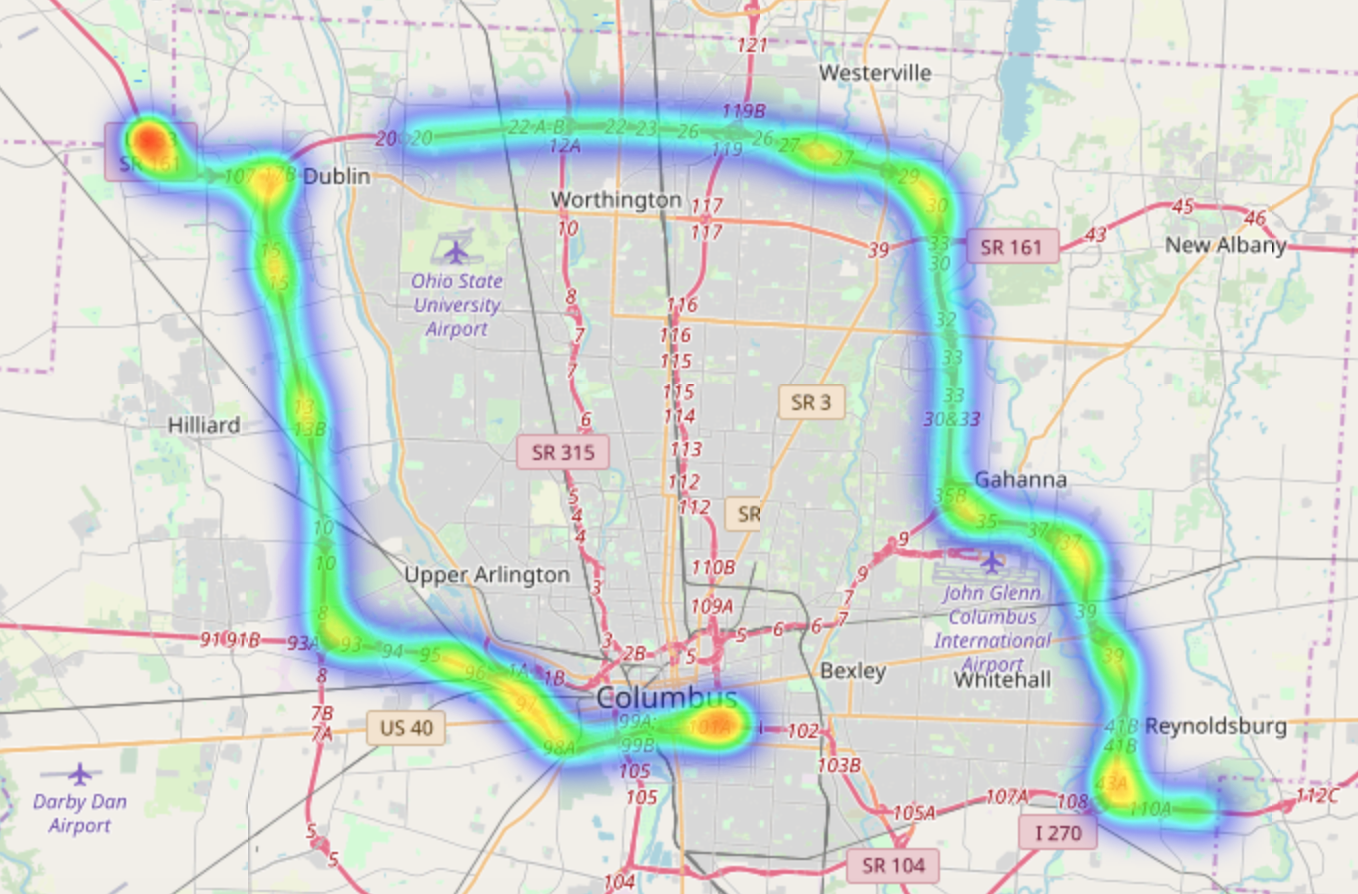 121
Westerville
119B
20
20
22-A-B
22
23
26
26
27
27
12A
119
SR 161
107
17B
Dublin
29
Worthington
117
117
10
30
39
33
30
SR 161
43
45
46
New Albany
15
15
Ohio State
University
Airport
8
7
7
116
116
115
115
114
113
112
112
32
33
33
30&33
SR 3
13
13B
Hilliard
6
SR 315
5
4
4
3
Gahanna
35B
35
37
37
SR
9
9
7
7
John Glenn
Columbus
International
Airport
10
10
Upper Arlington
110B
109A
5
6
6
5
39
39
8
91
91B
93A
93
94
95
96
1A
1B
3
2B
8
7B
7A
Bexley
Whitehall
Columbus
97
98A
99A
99B
101A
102
103B
US 40
41B
41B
Reynoldsburg
105
105
Darby Dan
Airport
43A
110A
112C
107A
108
105A
5
5
I 270
SR 104
104